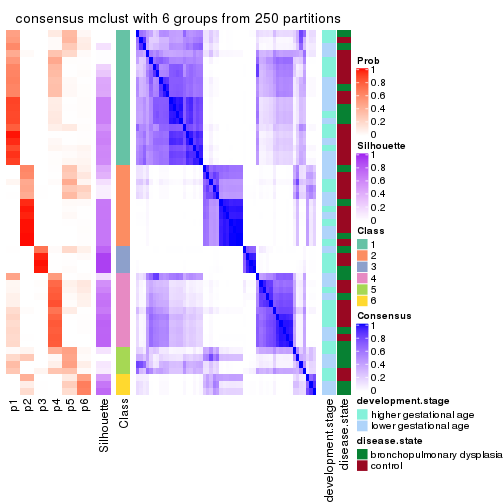 consensus mclust with 6 groups from 250 partitions
Prob
1
0.8
0.6
0.4
0.2
0
Silhouette
1
0.8
0.6
0.4
0.2
0
Class
1
2
3
4
5
6
Consensus
1
0.8
0.6
0.4
0.2
0
development.stage
higher gestational age
lower gestational age
disease.state
bronchopulmonary dysplasia
control
p1
p2
p3
p4
p5
p6
Silhouette
Class
development.stage
disease.state